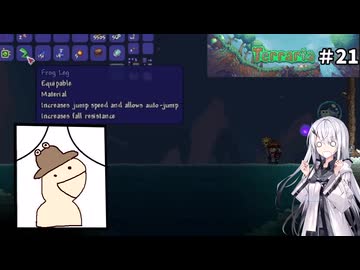 Terraria #21
Frog Leg
Equipable
Material
Increases jump speed and allows auto-jump
Increases fall resistance